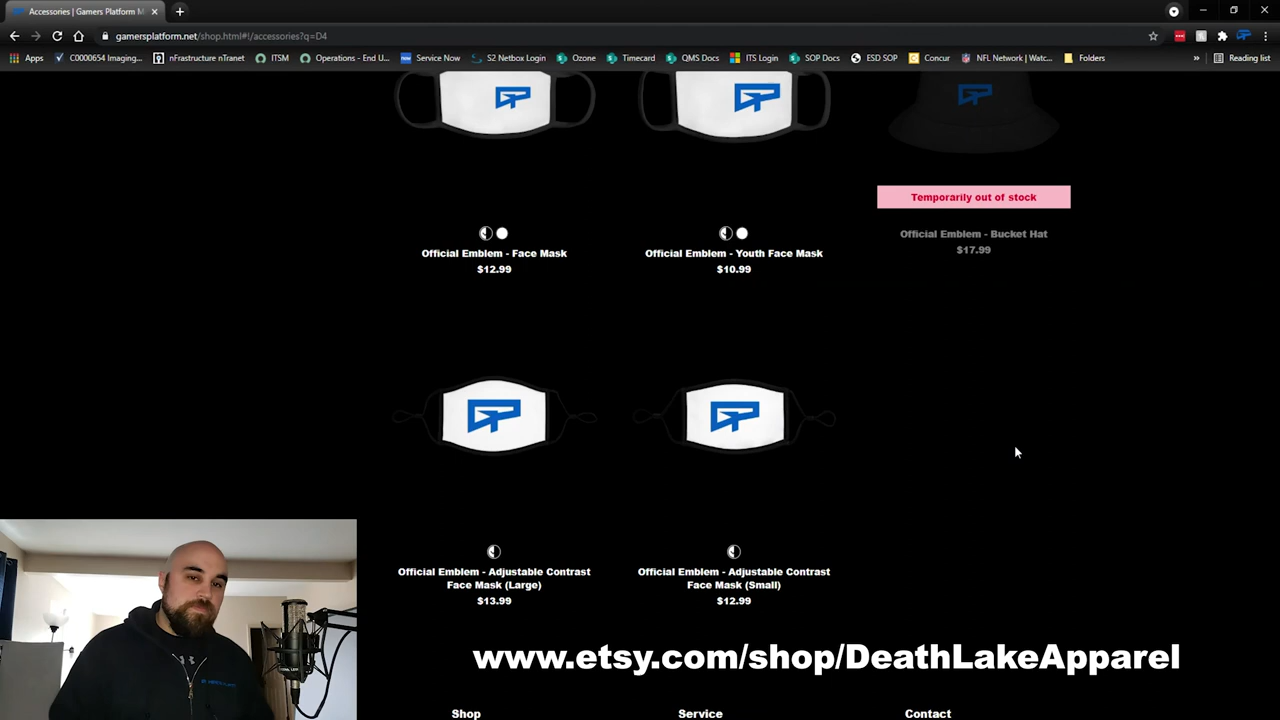 Accessories | Gamers Platform M
gamersplatform.net/shop.html#!/accessories?q=D4
Apps
C0000654 Imaging...
nFrastructure nTranet
ITSM
Operations - End U...
Service Now
S2 Netbox Login
Ozone
Timecard
QMS Docs
ITS Login
SOP Docs
ESD SOP
Concur
NFL Network | Watc...
Folders
»
Reading list
Temporarily out of stock
Official Emblem - Face Mask
$12.99
Official Emblem - Youth Face Mask
$10.99
Official Emblem - Bucket Hat
$17.99
Official Emblem - Adjustable Contrast
Face Mask (Large)
$13.99
Official Emblem - Adjustable Contrast
Face Mask (Small)
$12.99
www.etsy.com/shop/DeathLakeApparel
Shop
Service
Contact